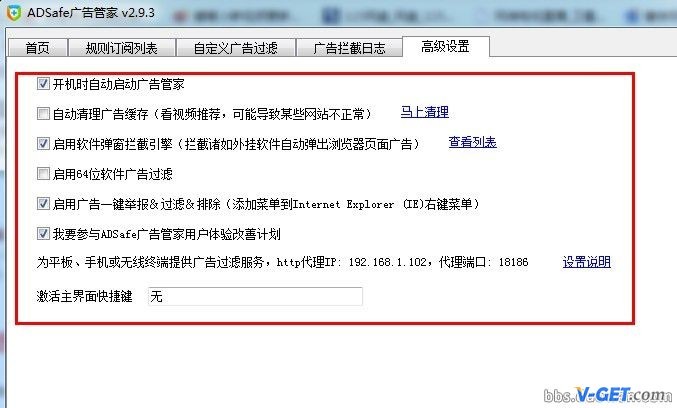 ADSafe广告管家 v2.9.3
首页 规则订阅列表 自定义广告过滤 广告拦截日志 高级设置
开机时自动启动广告管家
自动清理广告缓存（看视频推荐，可能导致某些网站不正常） 马上清理
启用软件弹窗拦截引擎（拦截诸如外挂软件自动弹出浏览器页面广告） 查看列表
启用64位软件广告过滤
启用广告一键举报&过滤&排除（添加菜单到Internet Explorer (IE)右键菜单）
我要参与ADSafe广告管家用户体验改善计划
为平板、手机或无线终端提供广告过滤服务，http代理IP: 192.168.1.102，代理端口: 18186 设置说明
激活主界面快捷键 无
V-GET.com